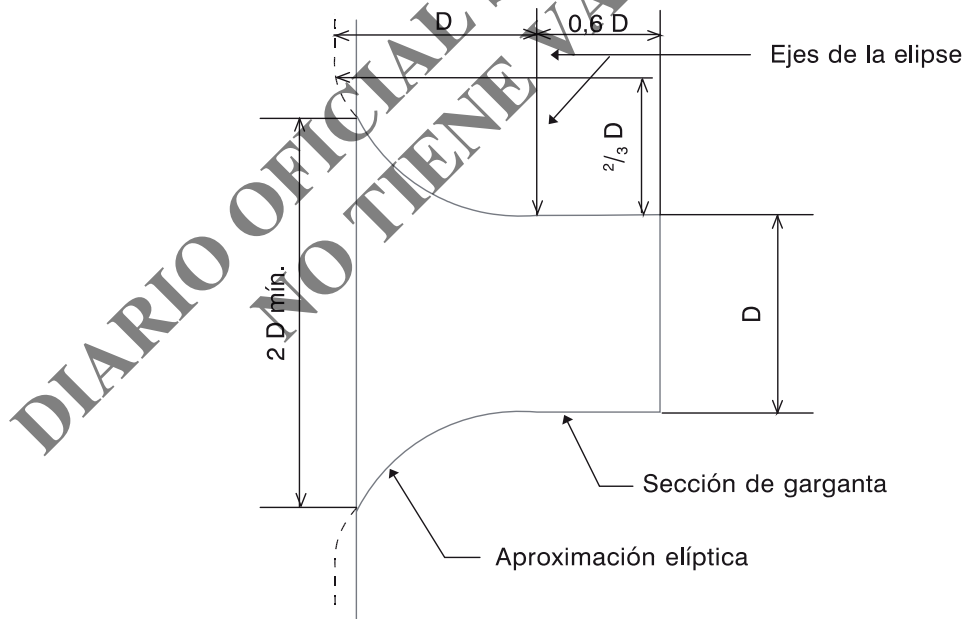 D
0,6 D
Ejes de la elipse
2/3 D
2 D mín.
D
Sección de garganta
Aproximación elíptica
DIARIO OFICIAL
NO TIENE